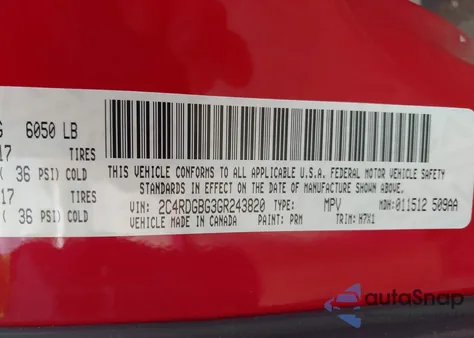 G 6050 LB
17 TIRES
( 36 PSI) COLD
17 TIRES
( 36 PSI) COLD
THIS VEHICLE CONFORMS TO ALL APPLICABLE U.S.A. FEDERAL MOTOR VEHICLE SAFETY
STANDARDS IN EFFECT ON THE DATE OF MANUFACTURE SHOWN ABOVE.
VIN: 2C4RDGBG3GR243820 TYPE: MPV MDH: 011512 509AA
VEHICLE MADE IN CANADA PAINT: PRM TRIM: H7X1
autoSnap